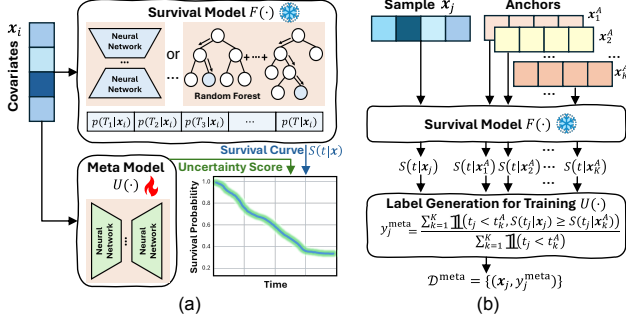 Covariates x_i
Survival Model F(·)
Neural
Network
...
Neural
Network
or
...
+ ··· +
Random Forest
p(T_1|x_i) p(T_2|x_i) p(T_3|x_i) ... p(T|x_i)
Survival Curve S(t|x)
Uncertainty Score
Meta Model
U(·)
Neural
Network
...
Neural
Network
Survival Probability
1.0
0.8
0.6
0.4
0.2
Time
(a)
Sample x_j
Anchors
x_1^A
x_2^A
...
x_K^A
Survival Model F(·)
S(t|x_j) S(t|x_1^A) S(t|x_2^A) ... S(t|x_K^A)
Label Generation for Training U(·)
y_j^meta = ∑_{k=1}^K 𝟙(t_j < t_k^A, S(t_j|x_j) ≥ S(t_j|x_k^A)) / ∑_{k=1}^K 𝟙(t_j < t_k^A)
𝒟^meta = {(x_j, y_j^meta)}
(b)